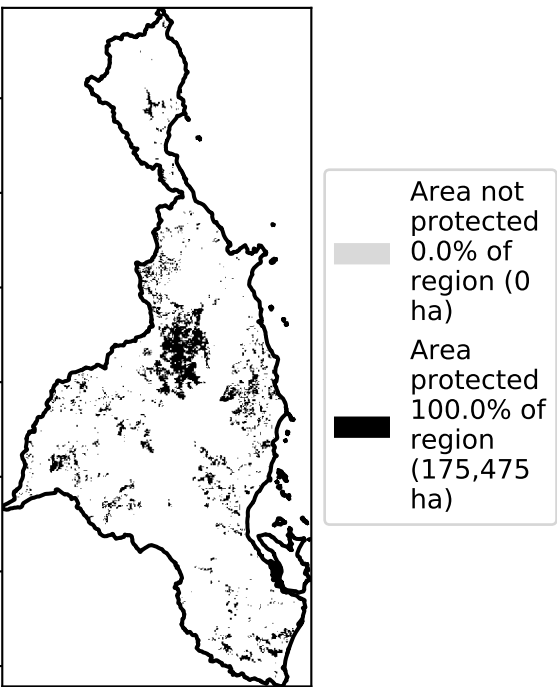 Area not
protected
0.0% of
region (0
ha)
Area
protected
100.0% of
region
(175,475
ha)